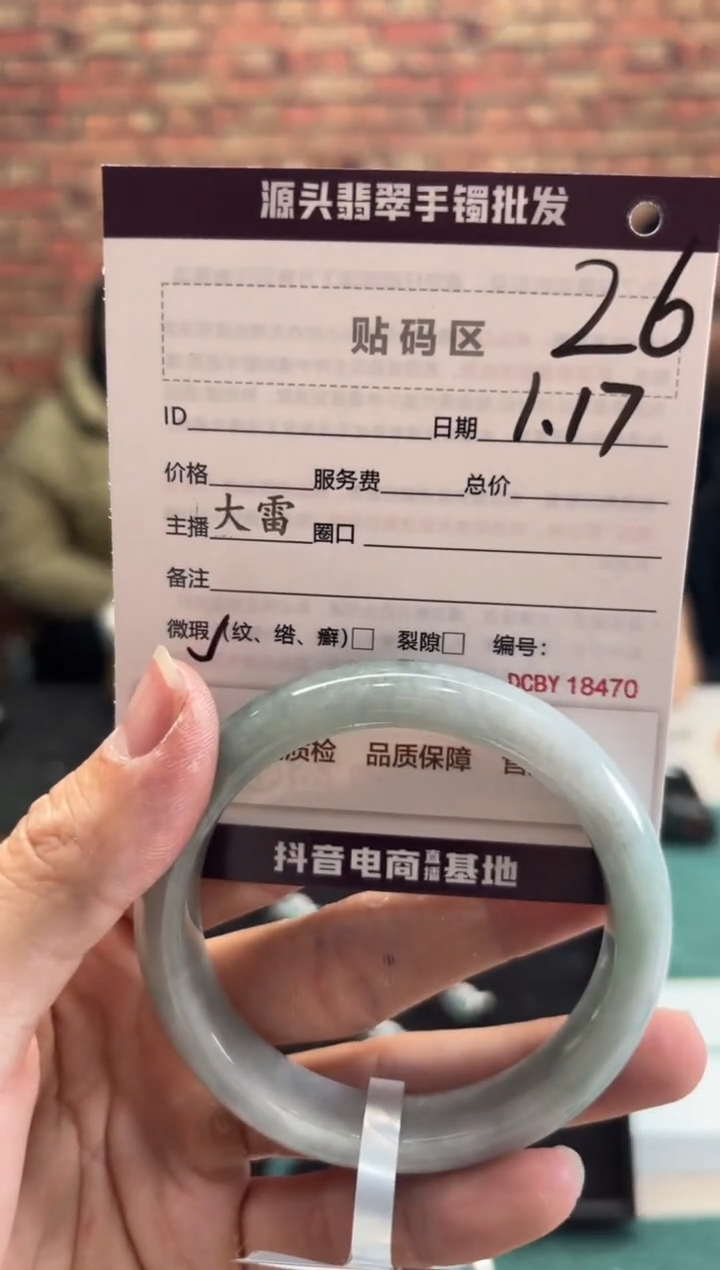 源头翡翠手镯批发
26
贴码区
ID 日期 1.17
价格 服务费 总价
主播 大雷 圈口
备注
微瑕✓(纹、绺、癣)□ 裂隙□ 编号:
DCBY 18470
质检 品质保障
抖音电商直播基地